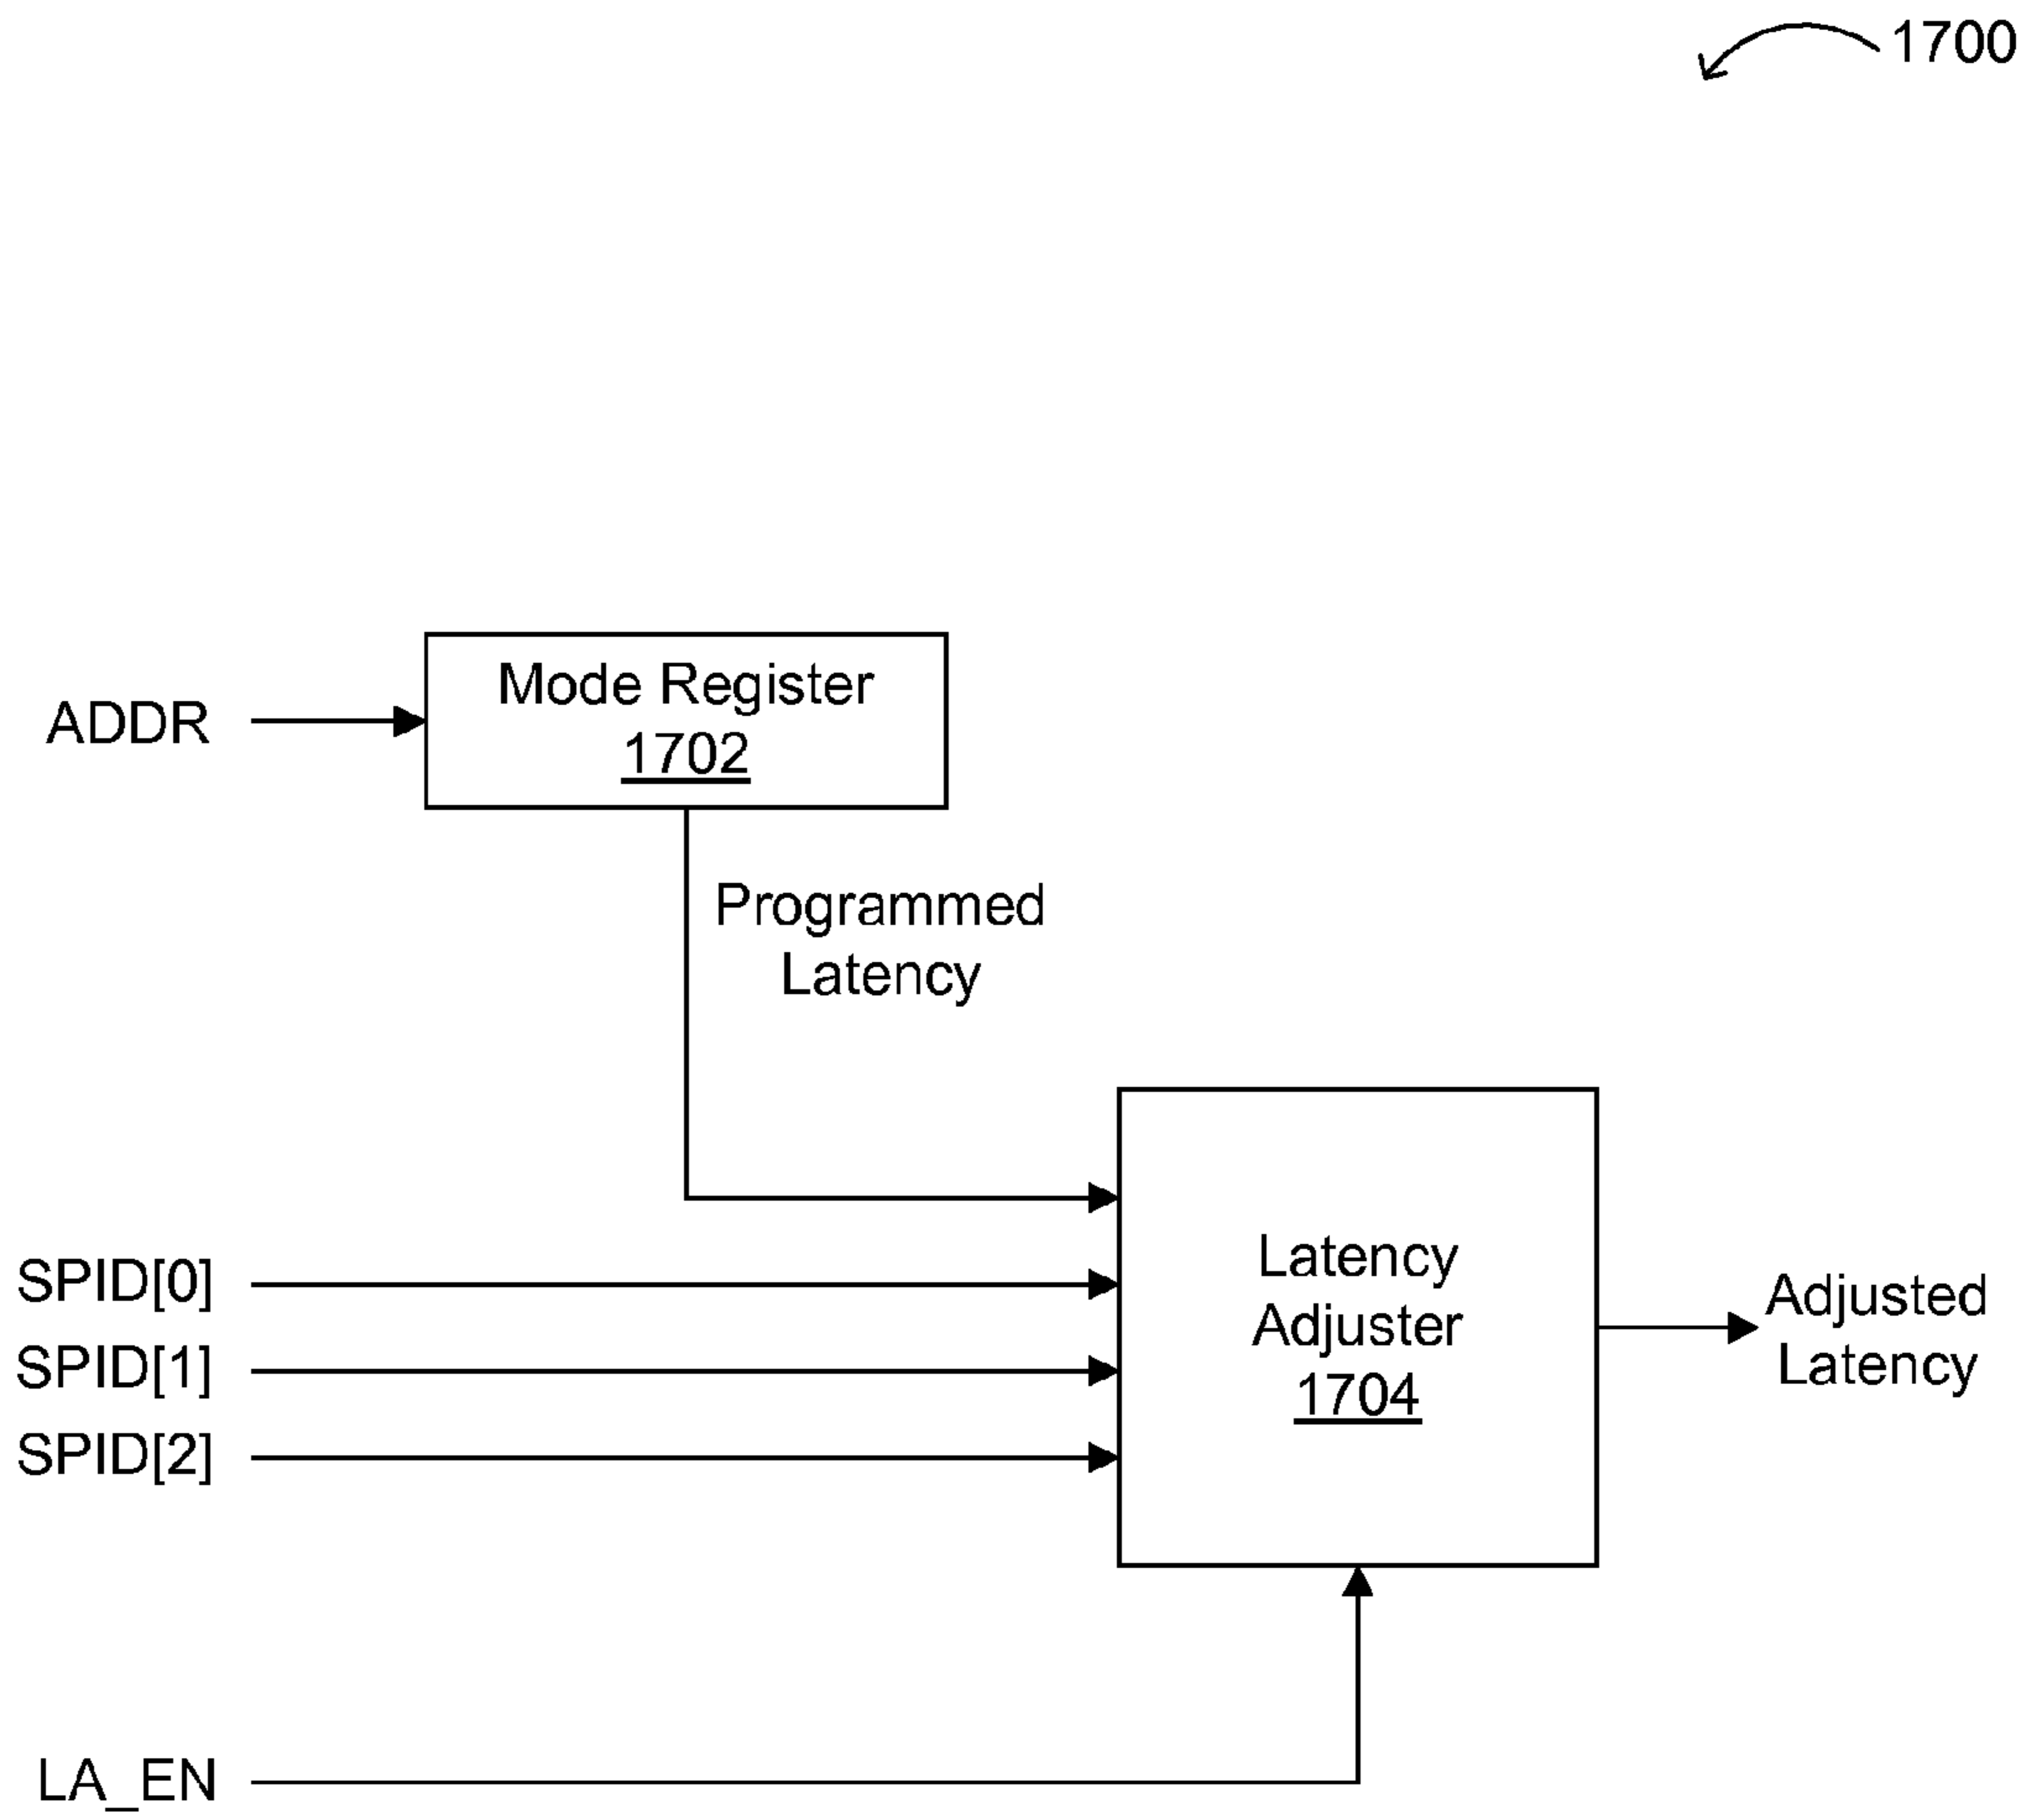 1700
ADDR
Mode Register
1702
Programmed
Latency
SPID[0]
SPID[1]
SPID[2]
Latency
Adjuster
1704
Adjusted
Latency
LA_EN